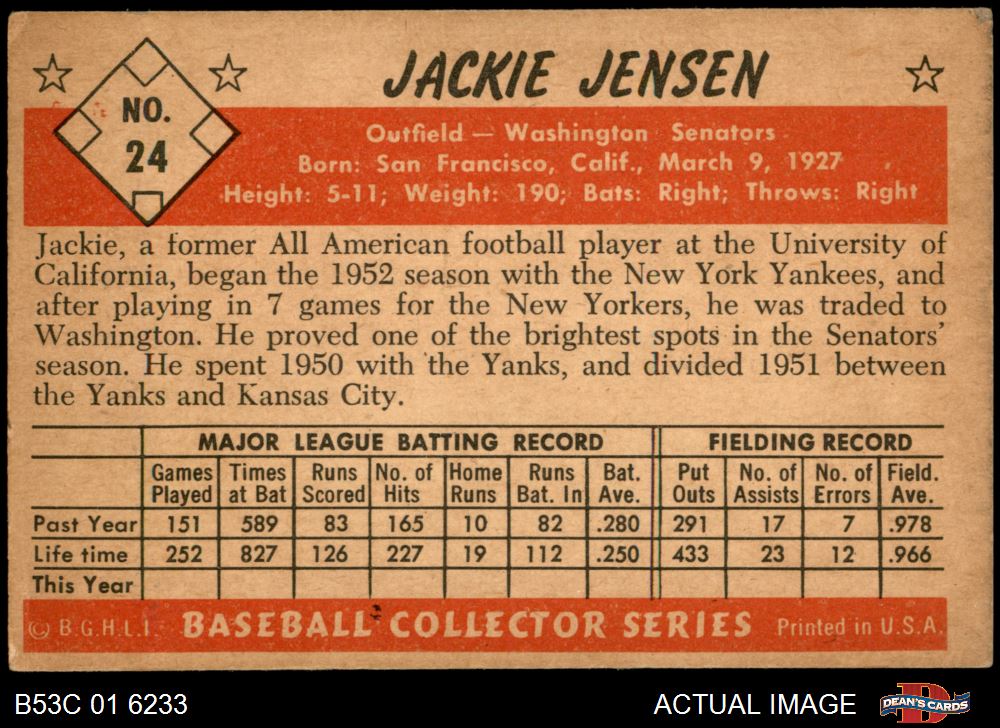 JACKIE JENSEN
NO.
24
Outfield — Washington Senators
Born: San Francisco, Calif., March 9, 1927
Height: 5-11; Weight: 190; Bats: Right; Throws: Right
Jackie, a former All American football player at the University of
California, began the 1952 season with the New York Yankees, and
after playing in 7 games for the New Yorkers, he was traded to
Washington. He proved one of the brightest spots in the Senators'
season. He spent 1950 with the Yanks, and divided 1951 between
the Yanks and Kansas City.
MAJOR LEAGUE BATTING RECORD FIELDING RECORD
Games Times Runs No. of Home Runs Bat. Put No. of No. of Field.
Played at Bat Scored Hits Runs Bat. In Ave. Outs Assists Errors Ave.
Past Year 151 589 83 165 10 82 .280 291 17 7 .978
Life time 252 827 126 227 19 112 .250 433 23 12 .966
This Year
© B.G.H.L.I. BASEBALL COLLECTOR SERIES Printed in U.S.A.
B53C 01 6233 ACTUAL IMAGE DEAN'S CARDS